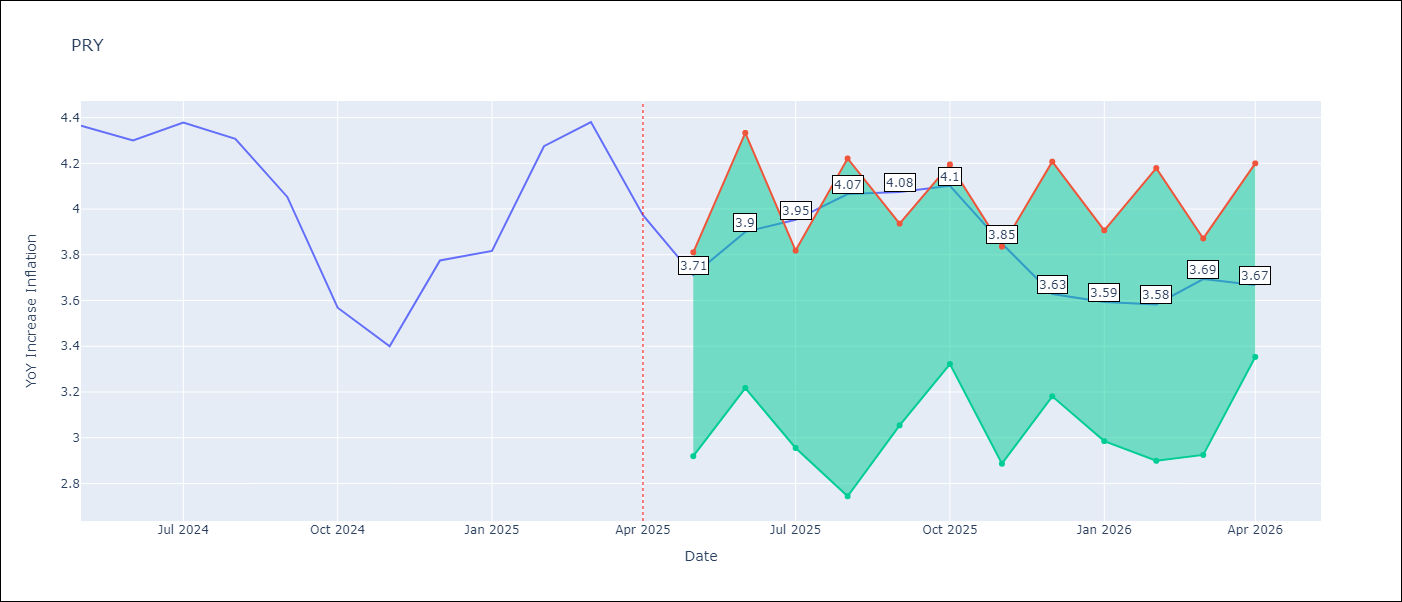 PRY
YoY Increase Inflation
4.4
4.2
4
3.8
3.6
3.4
3.2
3
2.8
3.71
3.9
3.95
4.07
4.08
4.1
3.85
3.63
3.59
3.58
3.69
3.67
Jul 2024
Oct 2024
Jan 2025
Apr 2025
Jul 2025
Oct 2025
Jan 2026
Apr 2026
Date